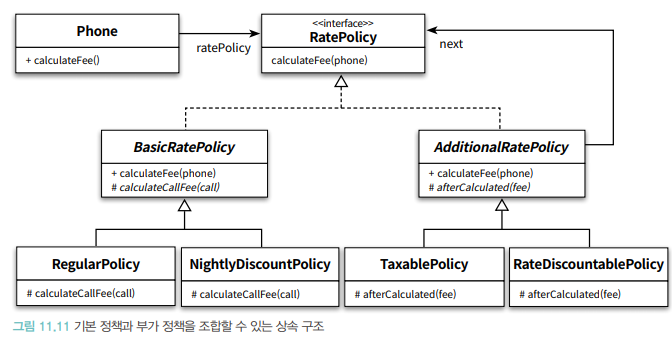 Phone
+ calculateFee()
ratePolicy
<<interface>>
RatePolicy
calculateFee(phone)
next
BasicRatePolicy
+ calculateFee(phone)
# calculateCallFee(call)
AdditionalRatePolicy
+ calculateFee(phone)
# afterCalculated(fee)
RegularPolicy
# calculateCallFee(call)
NightlyDiscountPolicy
# calculateCallFee(call)
TaxablePolicy
# afterCalculated(fee)
RateDiscountablePolicy
# afterCalculated(fee)
그림 11.11 기본 정책과 부가 정책을 조합할 수 있는 상속 구조